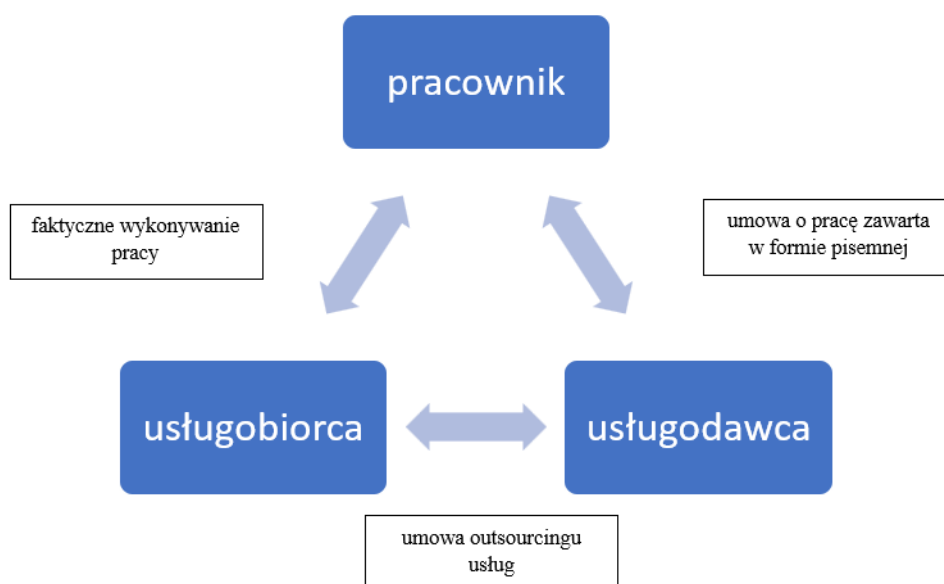 pracownik
faktyczne wykonywanie
pracy
umowa o pracę zawarta
w formie pisemnej
usługobiorca
usługodawca
umowa outsourcingu
usług